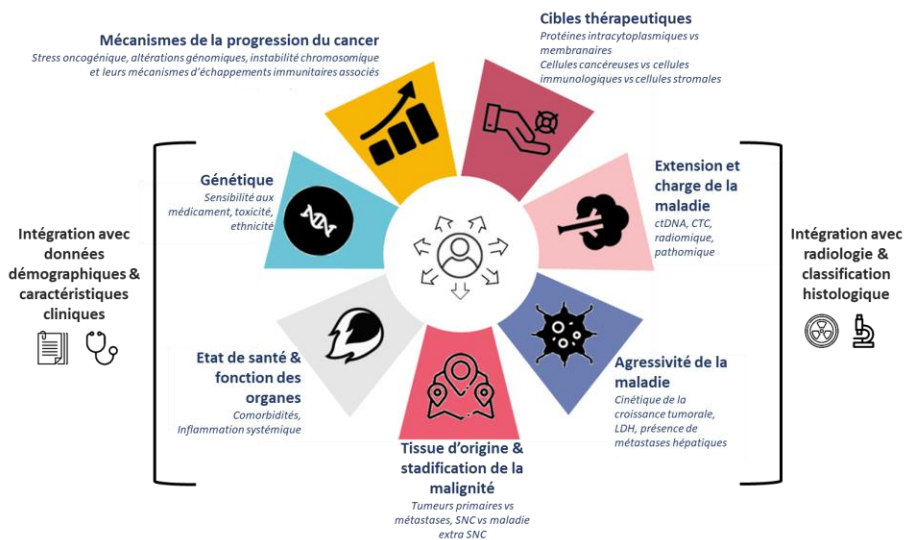 Mécanismes de la progression du cancer
Stress oncogénique, altérations génomiques, instabilité chromosomique
et leurs mécanismes d'échappements immunitaires associés
Cibles thérapeutiques
Protéines intracytoplasmiques vs
membranaires
Cellules cancéreuses vs cellules
immunologiques vs cellules stromales
Génétique
Sensibilité aux
médicament, toxicité,
ethnicité
Extension et
charge de la
maladie
ctDNA, CTC,
radiomique,
pathomique
Intégration avec
données
démographiques &
caractéristiques
cliniques
Intégration avec
radiologie &
classification
histologique
Etat de santé &
fonction des
organes
Comorbidités,
Inflammation systémique
Agressivité de la
maladie
Cinétique de la
croissance tumorale,
LDH, présence de
métastases hépatiques
Tissue d'origine &
stadification de la
malignité
Tumeurs primaires vs
métastases, SNC vs maladie
extra SNC